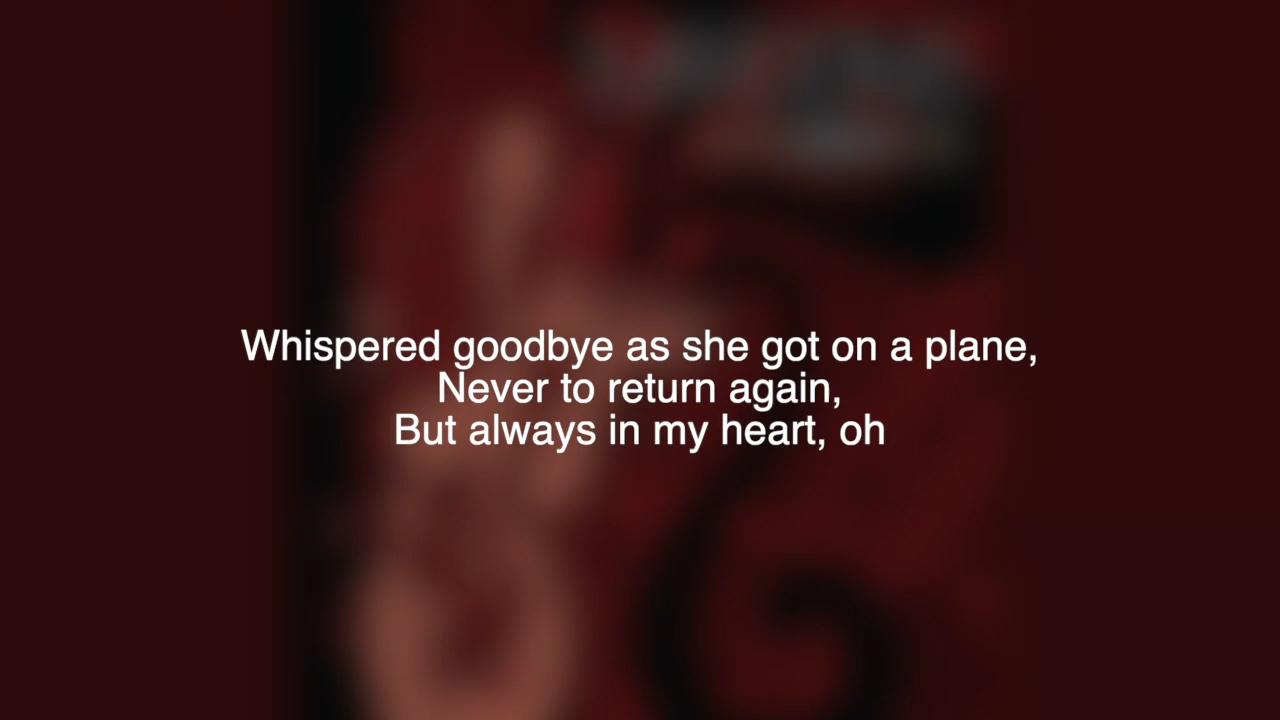 Whispered goodbye as she got on a plane,
Never to return again,
But always in my heart, oh